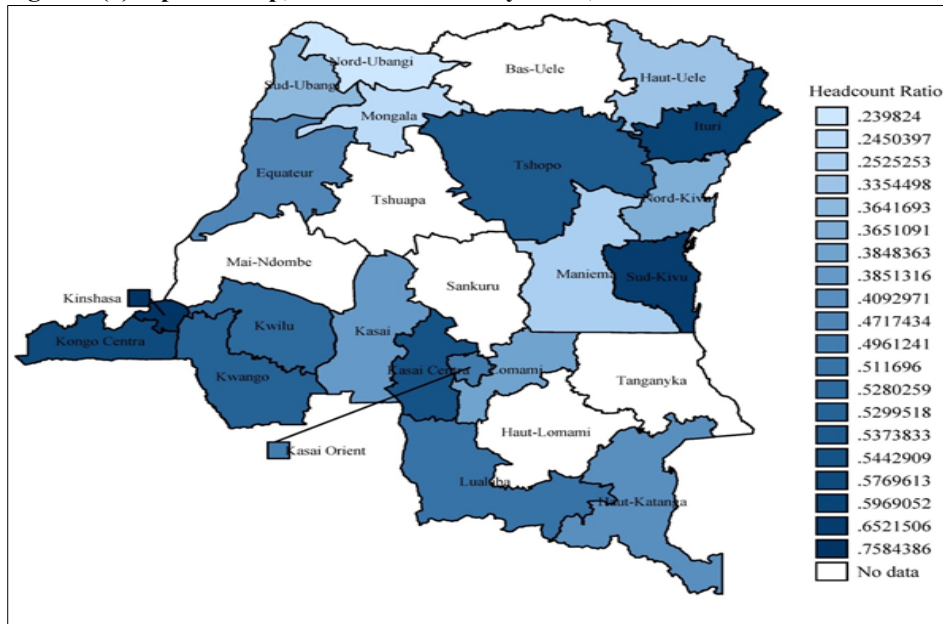 Nord-Ubangi
Bas-Uele
Haut-Uele
Sud-Ubang
Mongala
Ituri
Tshopo
Equateur
Tshuapa
Nord-Kivu
Mai-Ndombe
Sankuru
Maniema
Sud-Kivu
Kinshasa
Kongo Centra
Kwilu
Kasai
Kwango
Kasai Centra
Lomami
Tanganyka
Haut-Lomami
Kasai Orient
Lualaba
Haut-Katanga
Headcount Ratio
.239824
.2450397
.2525253
.3354498
.3641693
.3651091
.3848363
.3851316
.4092971
.4717434
.4961241
.511696
.5280259
.5299518
.5373833
.5442909
.5769613
.5969052
.6521506
.7584386
No data